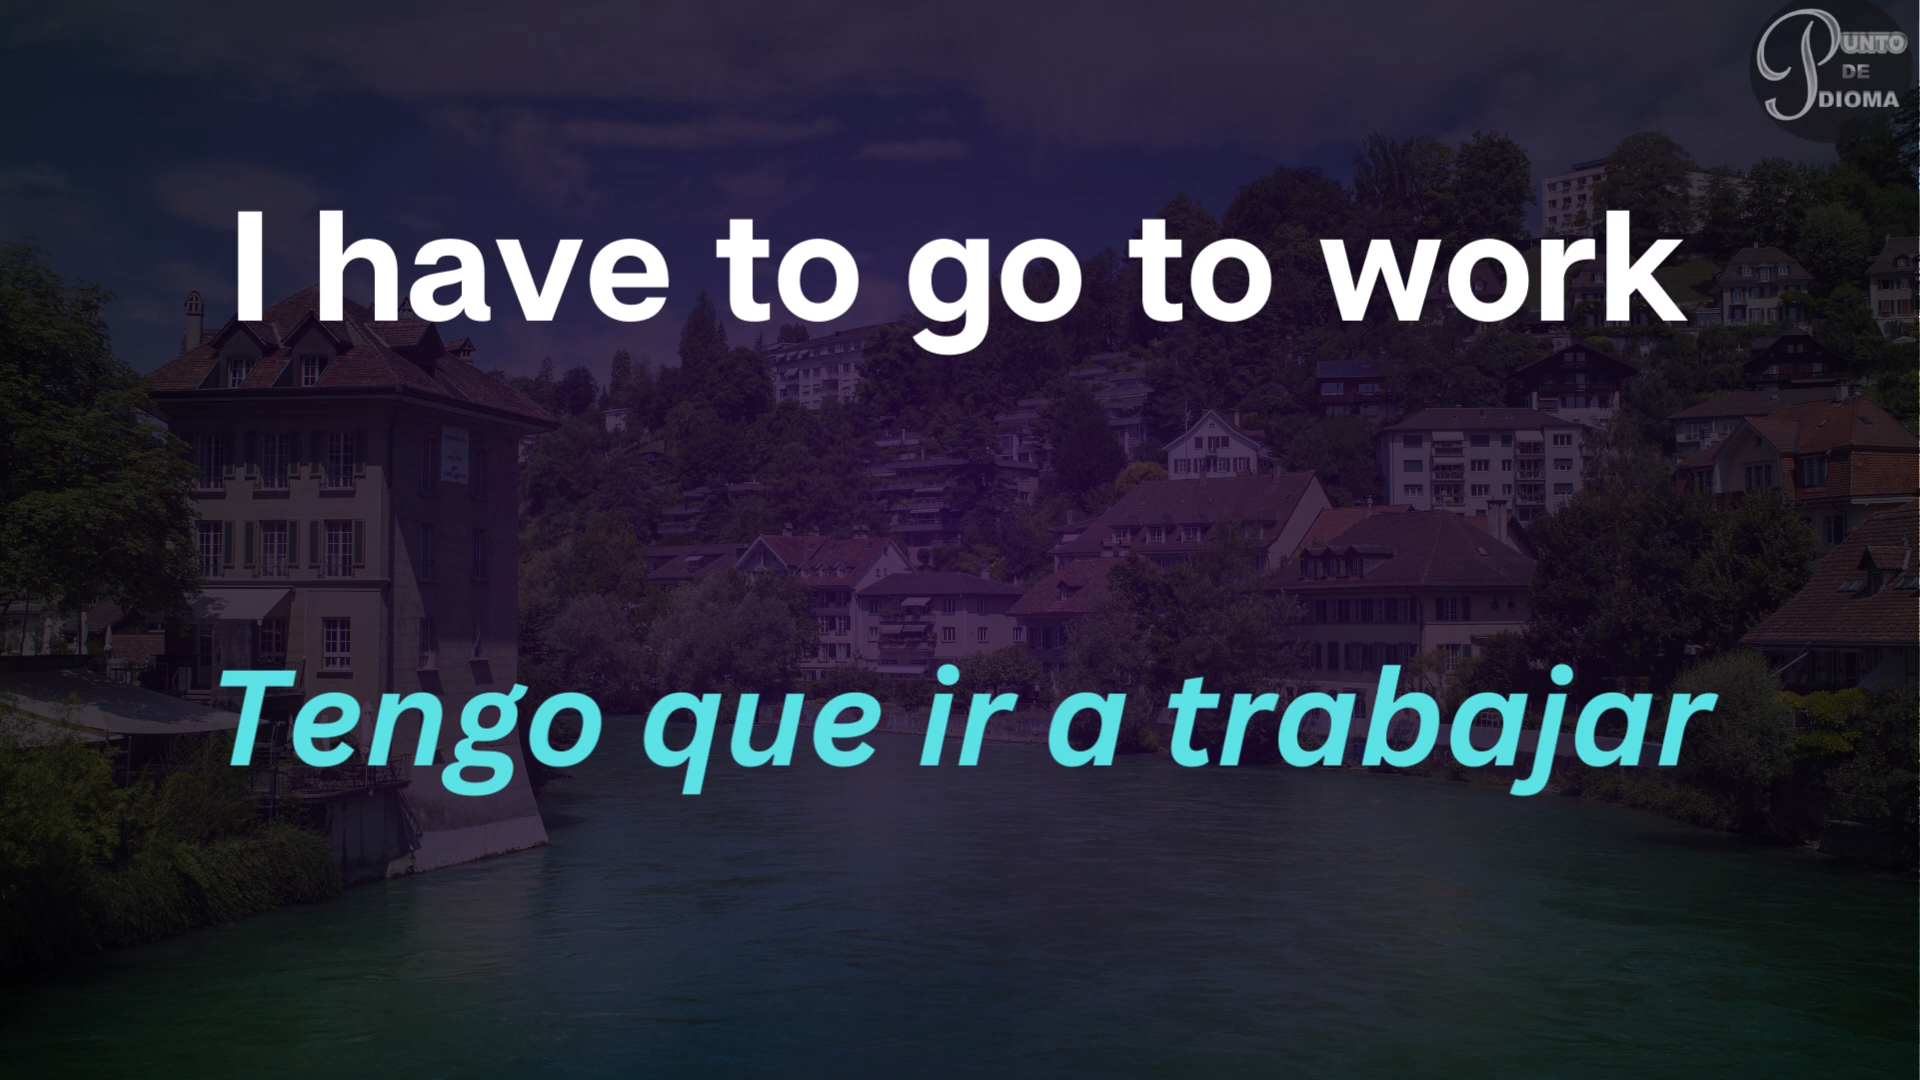 PUNTO
DE
IDIOMA
I have to go to work
Tengo que ir a trabajar